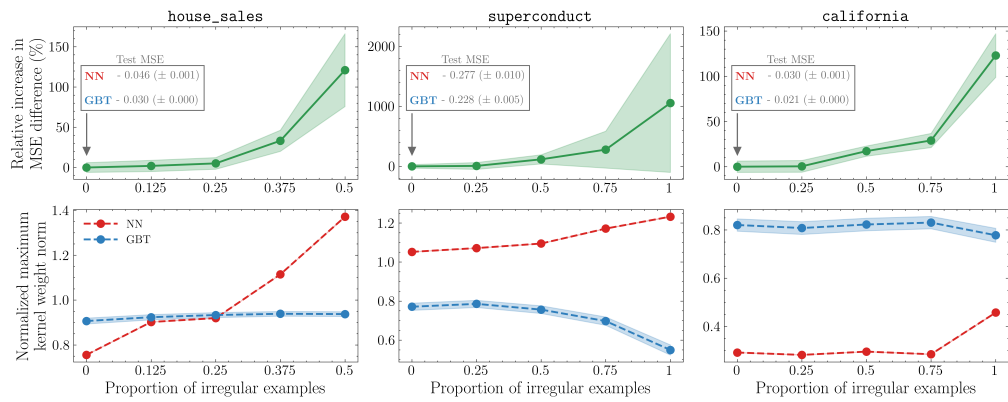 house_sales
superconduct
california
Relative increase in
MSE difference (%)
150
100
50
0
Test MSE
NN - 0.046 (± 0.001)
GBT - 0.030 (± 0.000)
0 0.125 0.25 0.375 0.5
2000
1000
0
Test MSE
NN - 0.277 (± 0.010)
GBT - 0.228 (± 0.005)
0 0.25 0.5 0.75 1
150
100
50
0
Test MSE
NN - 0.030 (± 0.001)
GBT - 0.021 (± 0.000)
0 0.25 0.5 0.75 1
Normalized maximum
kernel weight norm
1.4
1.2
1.0
0.8
NN
GBT
0 0.125 0.25 0.375 0.5
Proportion of irregular examples
1.2
1.0
0.8
0.6
0 0.25 0.5 0.75 1
Proportion of irregular examples
0.8
0.6
0.4
0 0.25 0.5 0.75 1
Proportion of irregular examples